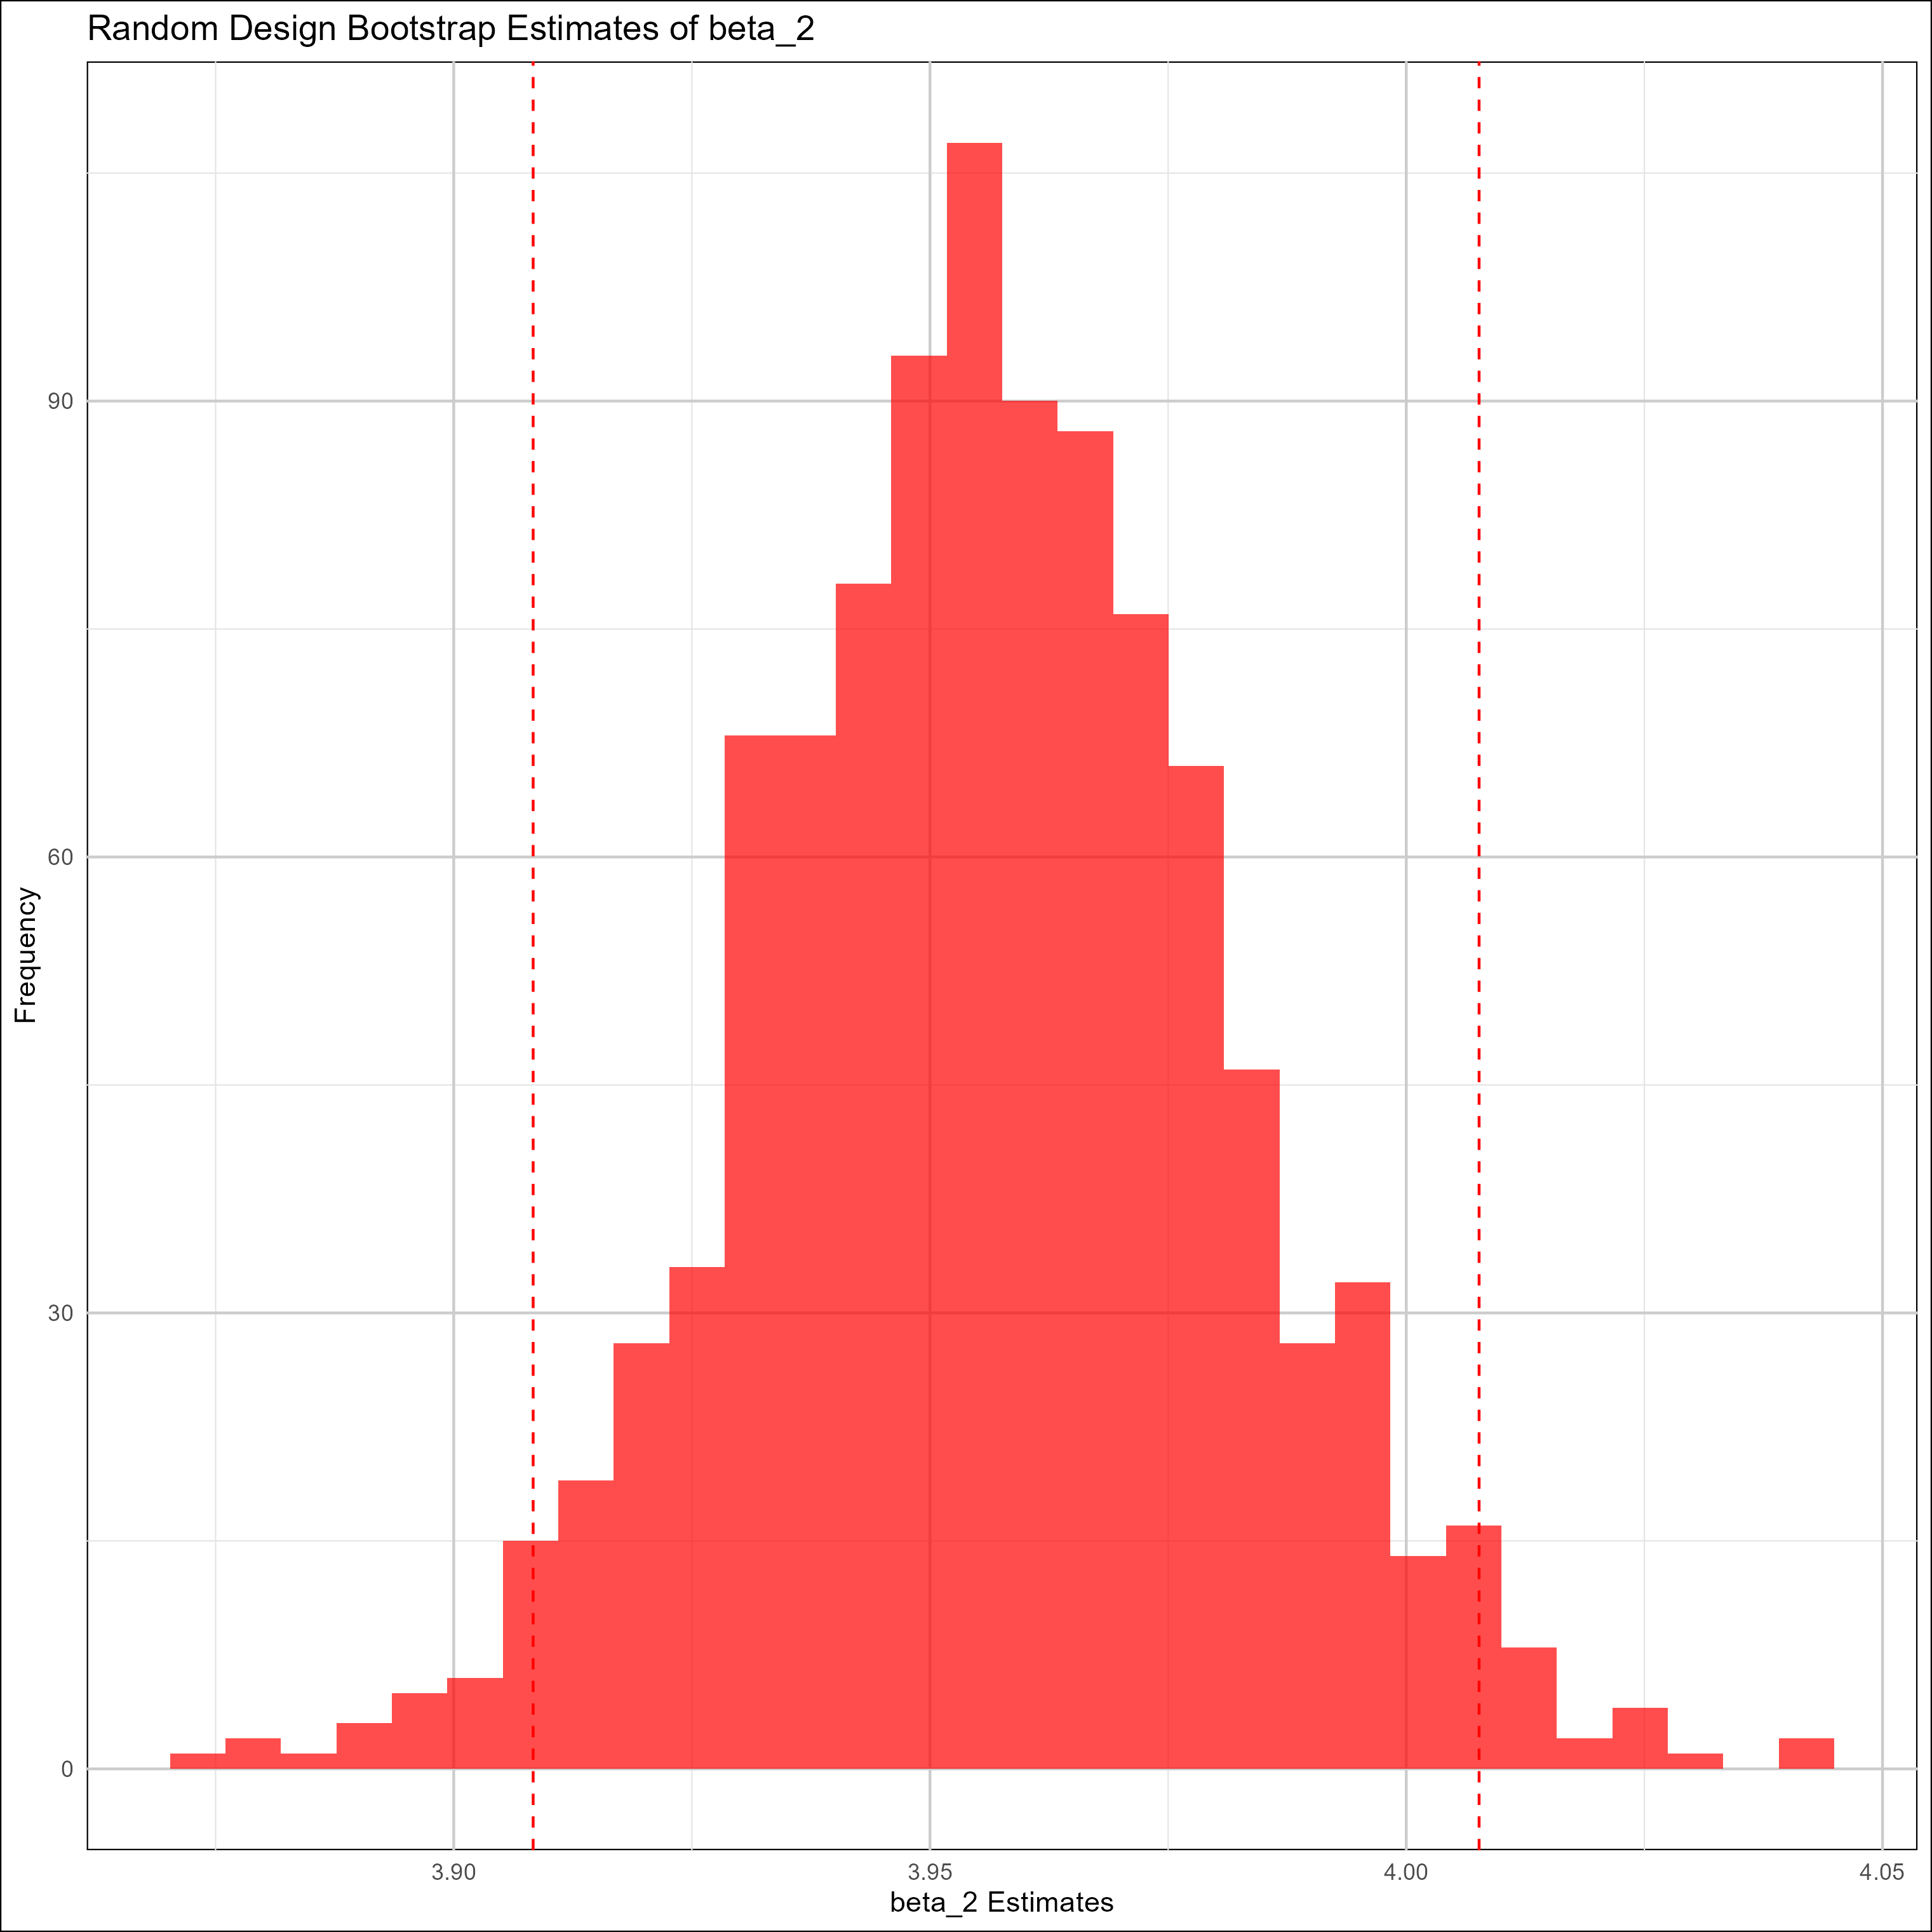 Random Design Bootstrap Estimates of beta_2
Frequency
90
60
30
0
3.90 3.95 4.00 4.05
beta_2 Estimates